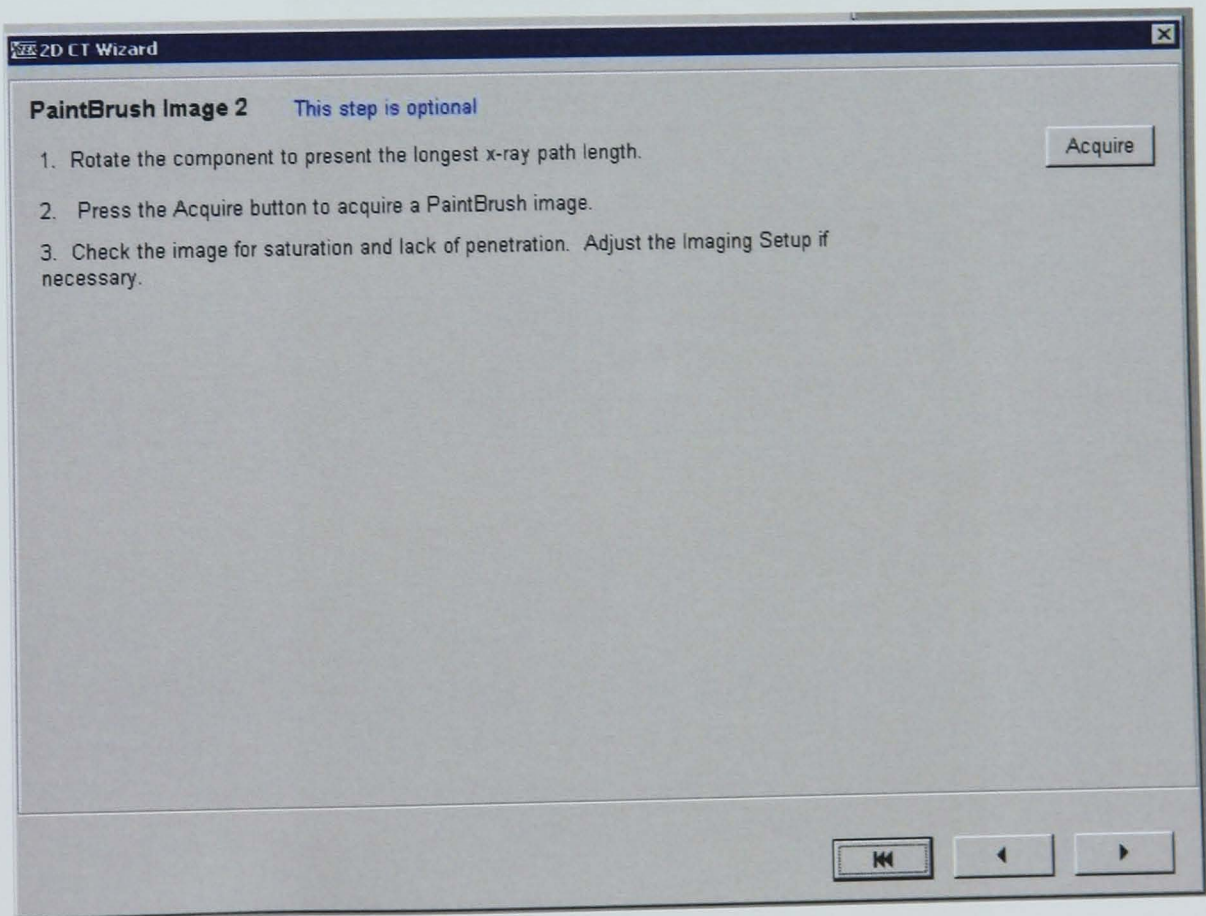 2D CT Wizard
PaintBrush Image 2 This step is optional
1. Rotate the component to present the longest x-ray path length.
Acquire
2. Press the Acquire button to acquire a PaintBrush image.
3. Check the image for saturation and lack of penetration. Adjust the Imaging Setup if
necessary.